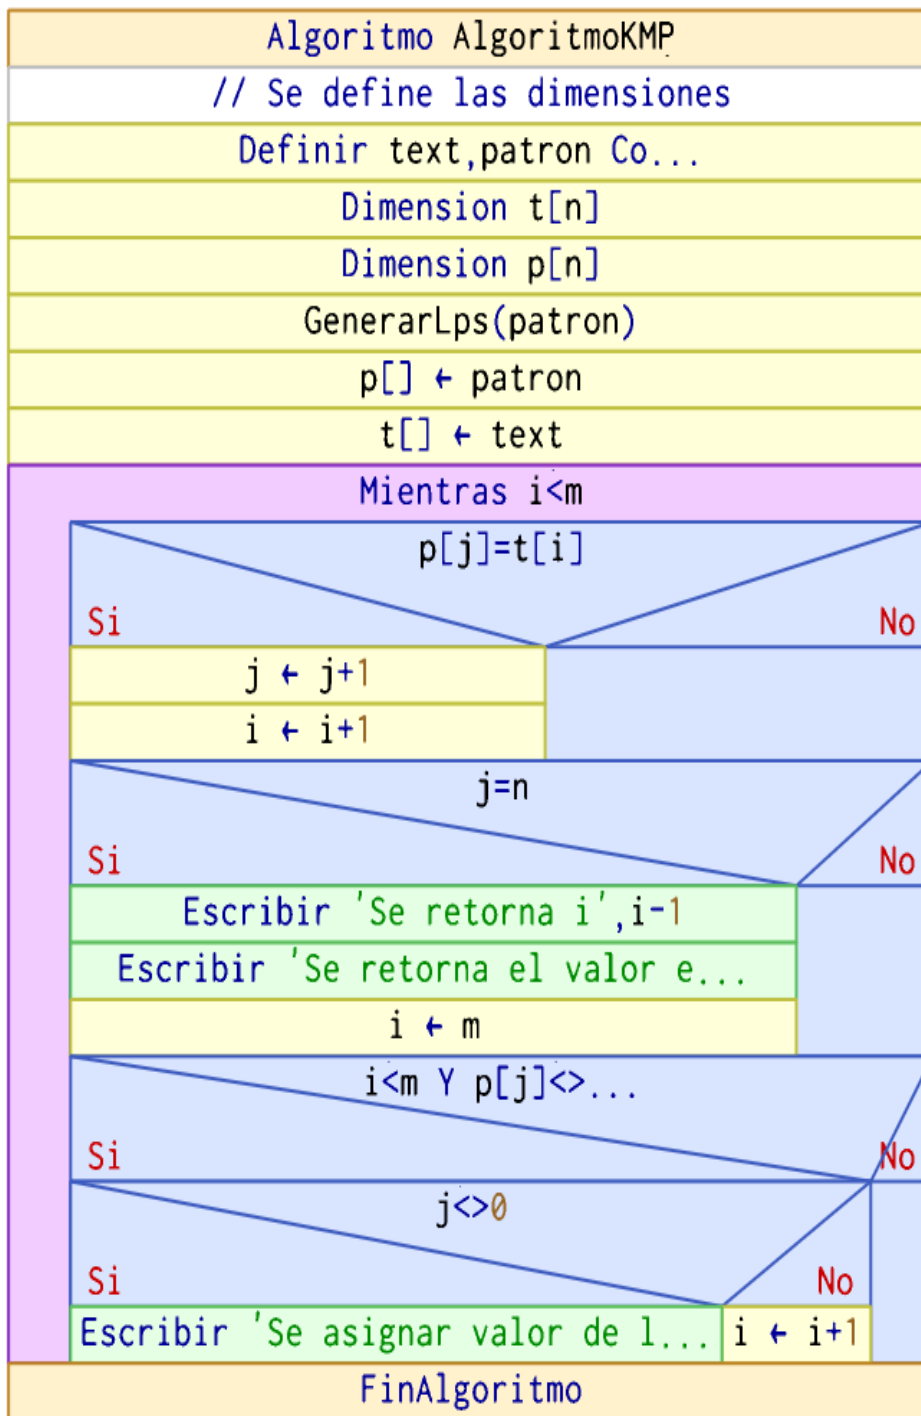 Algoritmo AlgoritmoKMP
// Se define las dimensiones
Definir text,patron Co...
Dimension t[n]
Dimension p[n]
GenerarLps(patron)
p[] ← patron
t[] ← text
Mientras i<m
p[j]=t[i]
Si No
j ← j+1
i ← i+1
j=n
Si No
Escribir 'Se retorna i',i-1
Escribir 'Se retorna el valor e...
i ← m
i<m Y p[j]<>...
Si No
j<>0
Si No
Escribir 'Se asignar valor de l... i ← i+1
FinAlgoritmo